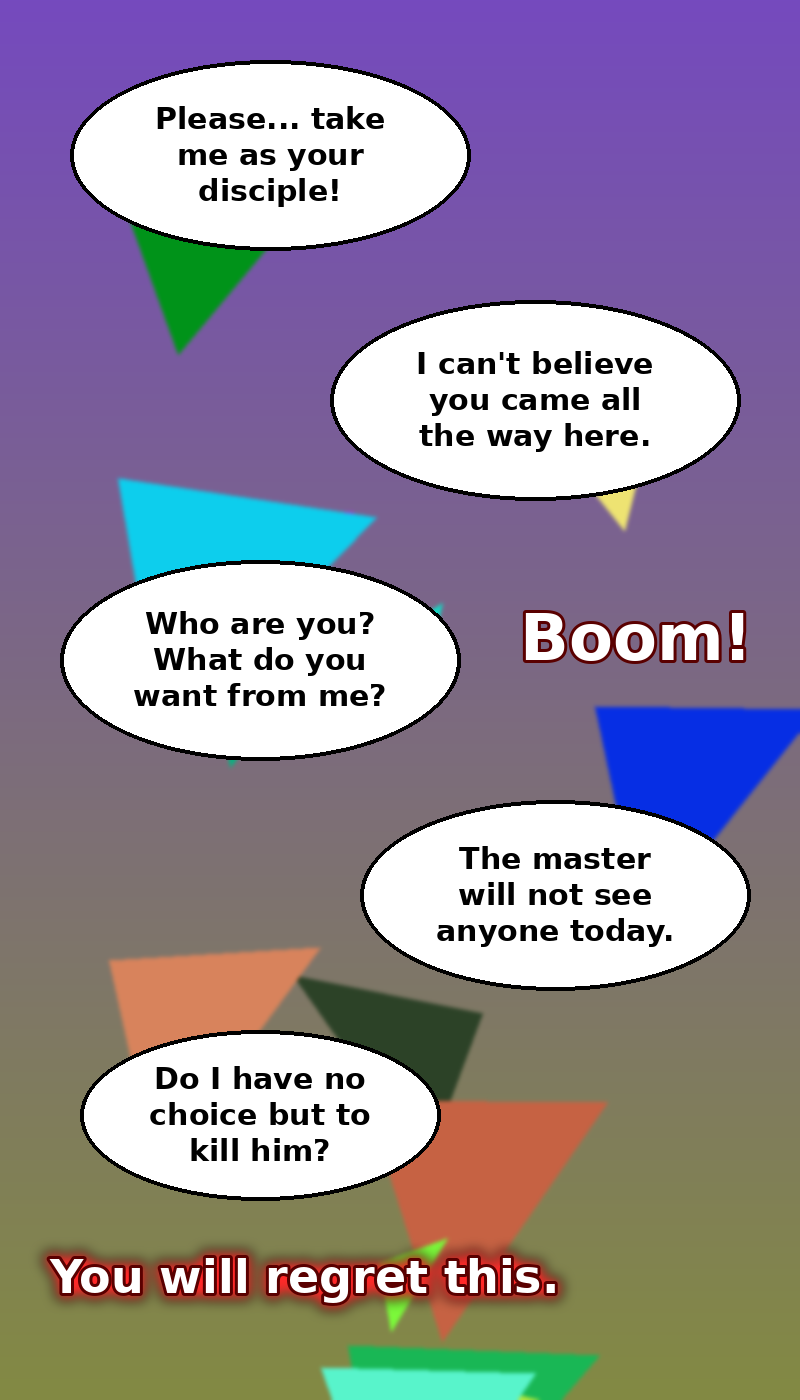 Please... take
me as your
disciple!
I can't believe
you came all
the way here.
Who are you?
What do you
want from me?
Boom!
The master
will not see
anyone today.
Do I have no
choice but to
kill him?
You will regret this.